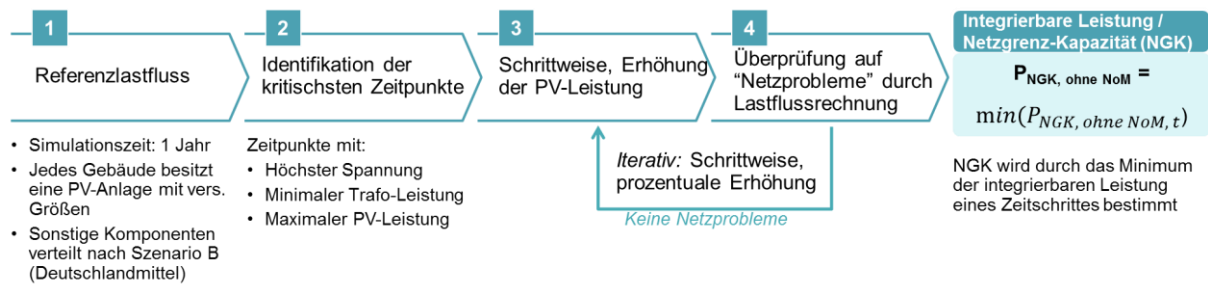 1
Referenzlastfluss
• Simulationszeit: 1 Jahr
• Jedes Gebäude besitzt
eine PV-Anlage mit vers.
Größen
• Sonstige Komponenten
verteilt nach Szenario B
(Deutschlandmittel)
2
Identifikation der
kritischsten Zeitpunkte
Zeitpunkte mit:
• Höchster Spannung
• Minimaler Trafo-Leistung
• Maximaler PV-Leistung
3
Schrittweise, Erhöhung
der PV-Leistung
4
Überprüfung auf
“Netzprobleme” durch
Lastflussrechnung
Iterativ: Schrittweise,
prozentuale Erhöhung
Keine Netzprobleme
Integrierbare Leistung /
Netzgrenz-Kapazität (NGK)
P_NGK, ohne NoM =
min(P_NGK, ohne NoM, t)
NGK wird durch das Minimum
der integrierbaren Leistung
eines Zeitschrittes bestimmt